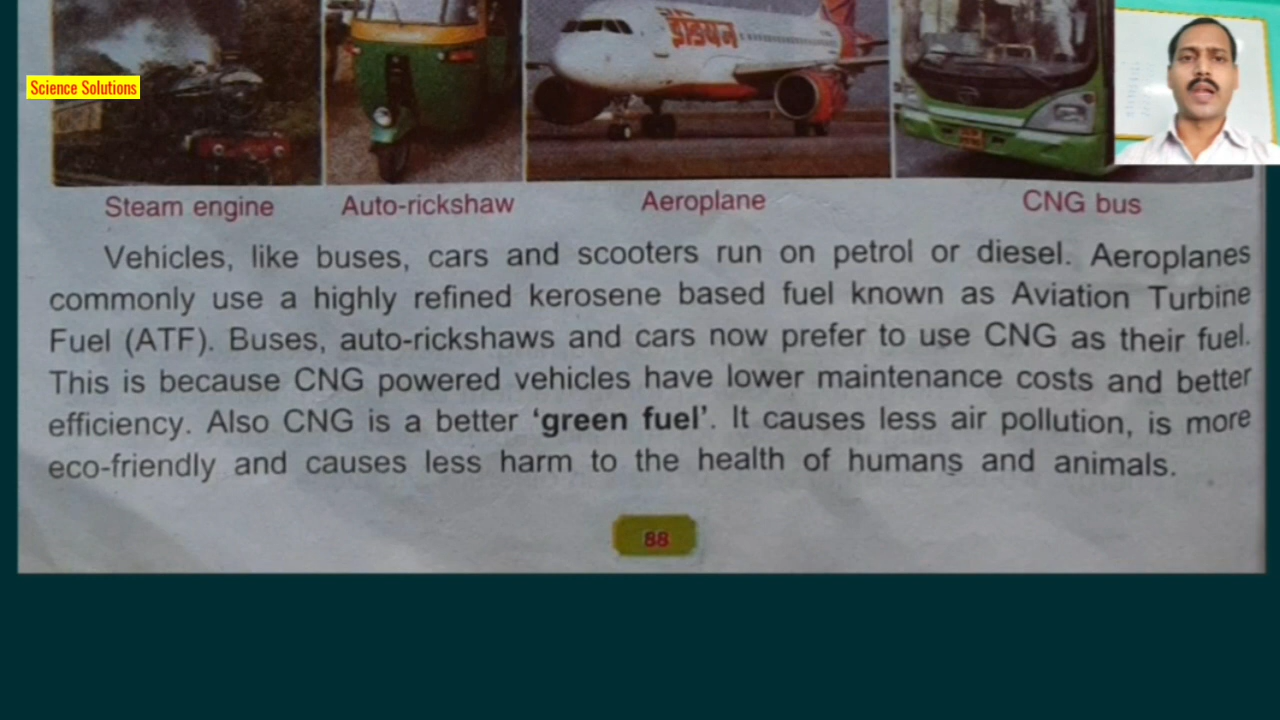 इंडियन
Science Solutions
Steam engine
Auto-rickshaw
Aeroplane
CNG bus
Vehicles, like buses, cars and scooters run on petrol or diesel. Aeroplanes
commonly use a highly refined kerosene based fuel known as Aviation Turbine
Fuel (ATF). Buses, auto-rickshaws and cars now prefer to use CNG as their fuel.
This is because CNG powered vehicles have lower maintenance costs and better
efficiency. Also CNG is a better ‘green fuel’. It causes less air pollution, is more
eco-friendly and causes less harm to the health of humans and animals.
88